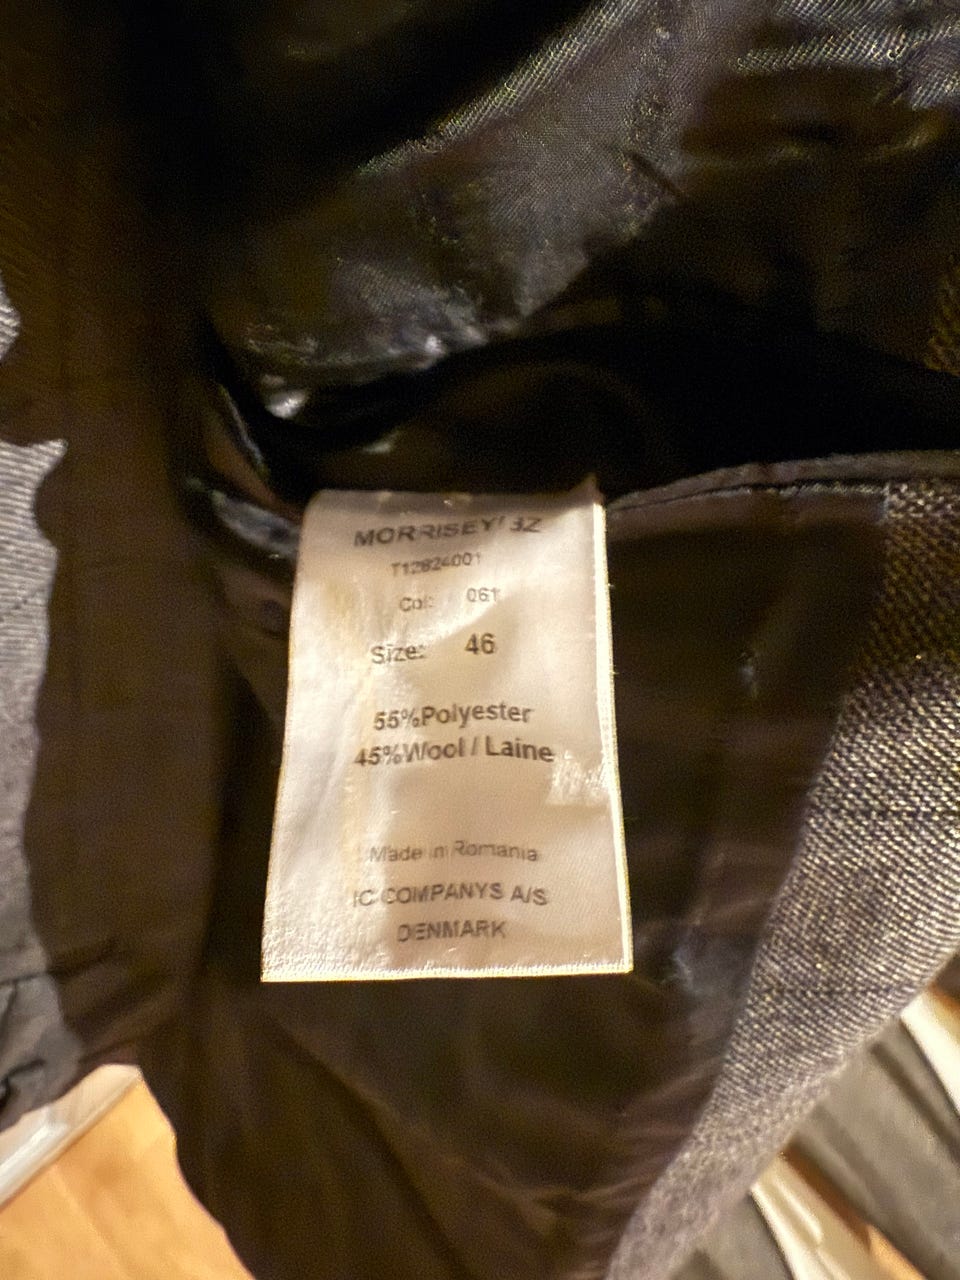 MORRISEY/ 3Z
T12824001
Col: 061
Size: 46
55%Polyester
45%Wool / Laine
Made in Romania
IC COMPANYS A/S
DENMARK